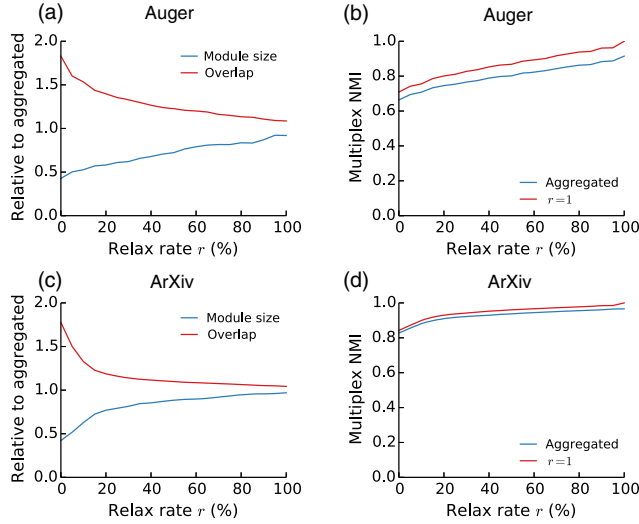 (a)
Auger
Relative to aggregated
2.0
1.5
1.0
0.5
0.0
Module size
Overlap
0
20
40
60
80
100
Relax rate r (%)
(b)
Auger
Multiplex NMI
1.0
0.8
0.6
0.4
0.2
0.0
Aggregated
r=1
0
20
40
60
80
100
Relax rate r (%)
(c)
ArXiv
Relative to aggregated
2.0
1.5
1.0
0.5
0.0
Module size
Overlap
0
20
40
60
80
100
Relax rate r (%)
(d)
ArXiv
Multiplex NMI
1.0
0.8
0.6
0.4
0.2
0.0
Aggregated
r=1
0
20
40
60
80
100
Relax rate r (%)